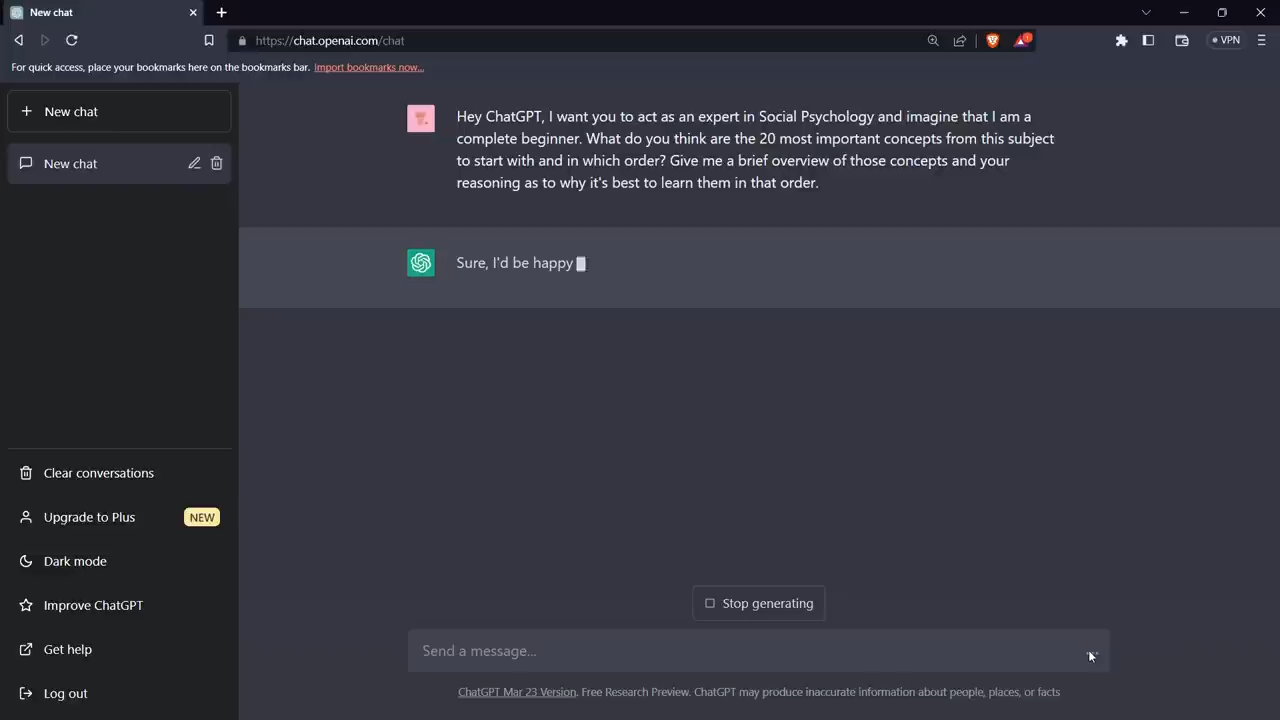 New chat
https://chat.openai.com/chat
VPN
For quick access, place your bookmarks here on the bookmarks bar. Import bookmarks now...
New chat
New chat
Hey ChatGPT, I want you to act as an expert in Social Psychology and imagine that I am a
complete beginner. What do you think are the 20 most important concepts from this subject
to start with and in which order? Give me a brief overview of those concepts and your
reasoning as to why it's best to learn them in that order.
Sure, I'd be happy
Clear conversations
Upgrade to Plus NEW
Dark mode
Improve ChatGPT
Get help
Log out
Stop generating
Send a message...
ChatGPT Mar 23 Version. Free Research Preview. ChatGPT may produce inaccurate information about people, places, or facts